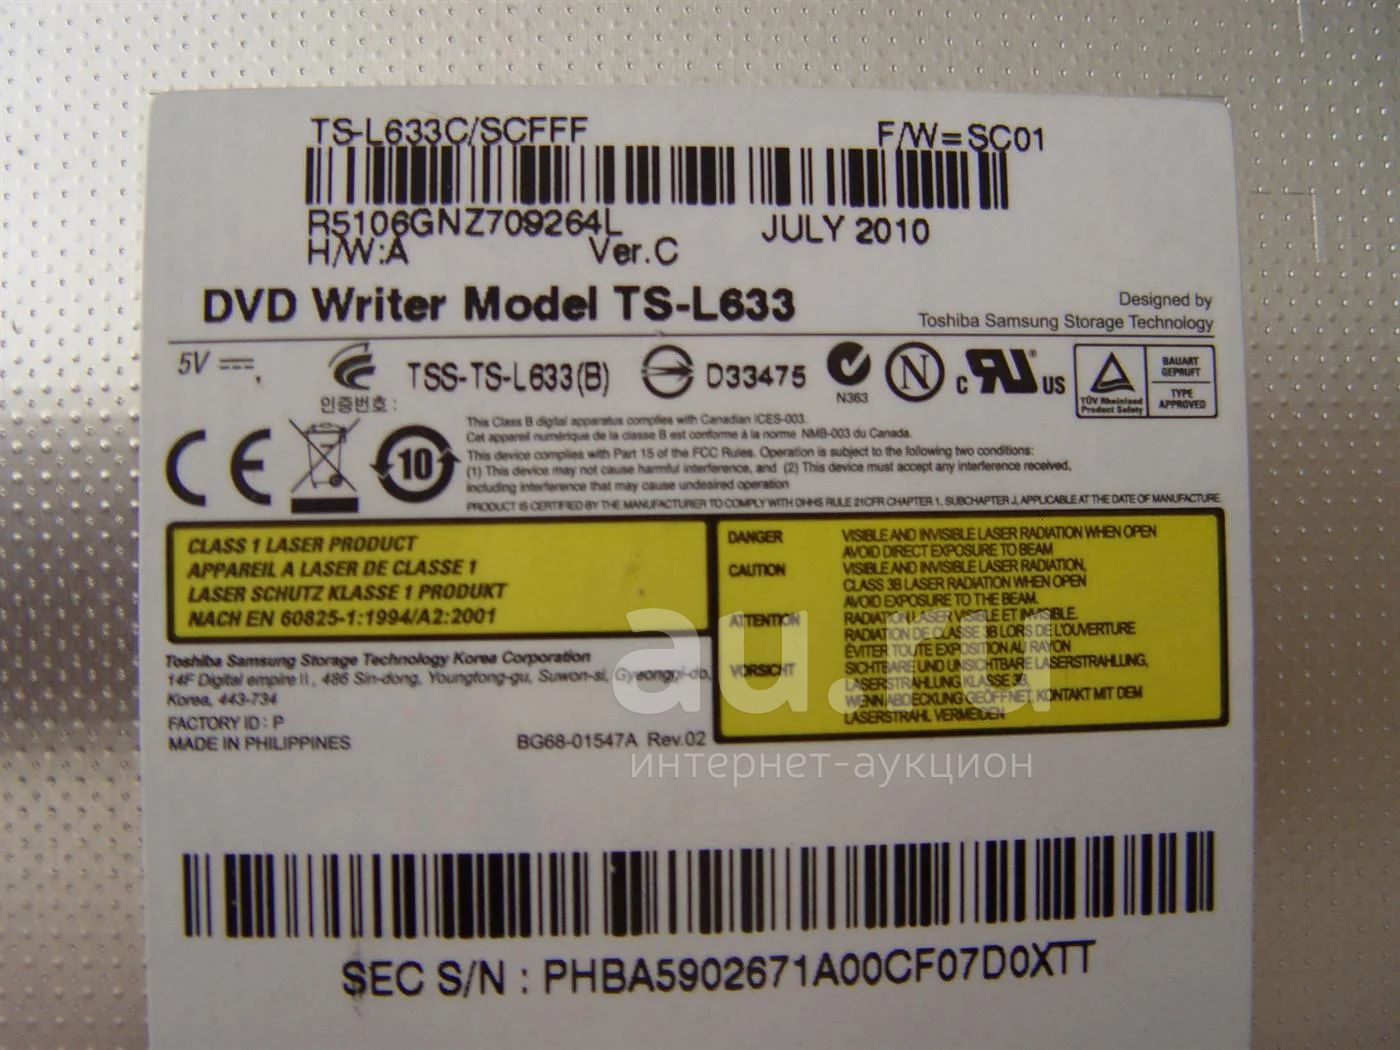 TS-L633C/SCFFF F/W=SC01
R5106GNZ709264L JULY 2010
H/W:A Ver.C
DVD Writer Model TS-L633
Designed by
Toshiba Samsung Storage Technology
5V
인증번호 :
TSS-TS-L633(B)
D33475
N363
N
c RU ® US
TÜV Rheinland
Product Safety
BAUART
GEPRUFT
TYPE
APPROVED
CE
10
This Class B digital apparatus complies with Canadian ICES-003.
Cet appareil numérique de la classe B est conforme à la norme NMB-003 du Canada.
This device complies with Part 15 of the FCC Rules. Operation is subject to the following two conditions:
(1) This device may not cause harmful interference, and (2) This device must accept any interference received,
including interference that may cause undesired operation
PRODUCT IS CERTIFIED BY THE MANUFACTURER TO COMPLY WITH DHHS RULE 21CFR CHAPTER 1, SUBCHAPTER J, APPLICABLE AT THE DATE OF MANUFACTURE.
CLASS 1 LASER PRODUCT
APPAREIL A LASER DE CLASSE 1
LASER SCHUTZ KLASSE 1 PRODUKT
NACH EN 60825-1:1994/A2:2001
DANGER VISIBLE AND INVISIBLE LASER RADIATION WHEN OPEN
AVOID DIRECT EXPOSURE TO BEAM
CAUTION VISIBLE AND INVISIBLE LASER RADIATION,
CLASS 3B LASER RADIATION WHEN OPEN
AVOID EXPOSURE TO THE BEAM.
ATTENTION RADIATION LASER VISIBLE ET INVISIBLE.
RADIATION DE CLASSE 3B LORS DE L'OUVERTURE
ÉVITER TOUTE EXPOSITION AU RAYON
VORSICHT SICHTBARE UND UNSICHTBARE LASERSTRAHLUNG,
LASERSTRAHLUNG KLASSE 3B,
WENN ABDECKUNG GEÖFFNET, KONTAKT MIT DEM
LASERSTRAHL VERMEIDEN
Toshiba Samsung Storage Technology Korea Corporation
14F Digital empire II, 486 Sin-dong, Youngtong-gu, Suwon-si, Gyeonggi-do,
Korea, 443-734
FACTORY ID: P
MADE IN PHILIPPINES
BG68-01547A Rev.02
au.ru
интернет-аукцион
SEC S/N : PHBA5902671A00CF07D0XTT